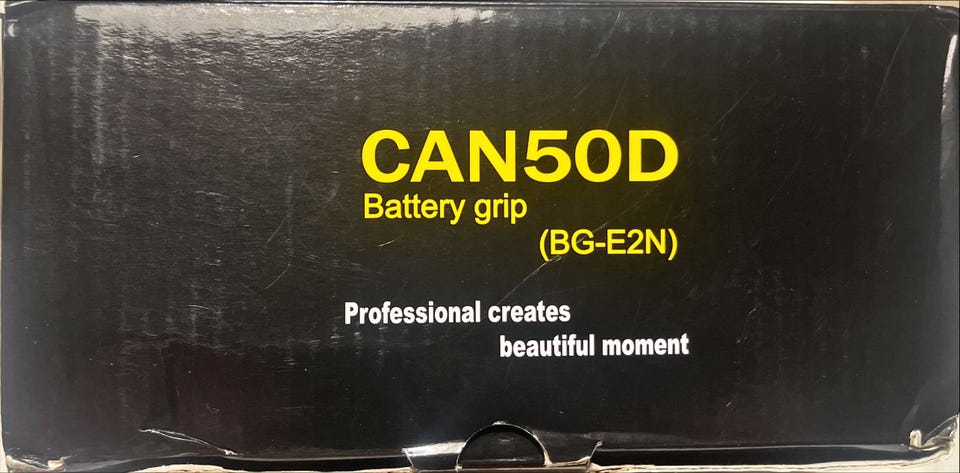 CAN50D
Battery grip
(BG-E2N)
Professional creates
beautiful moment